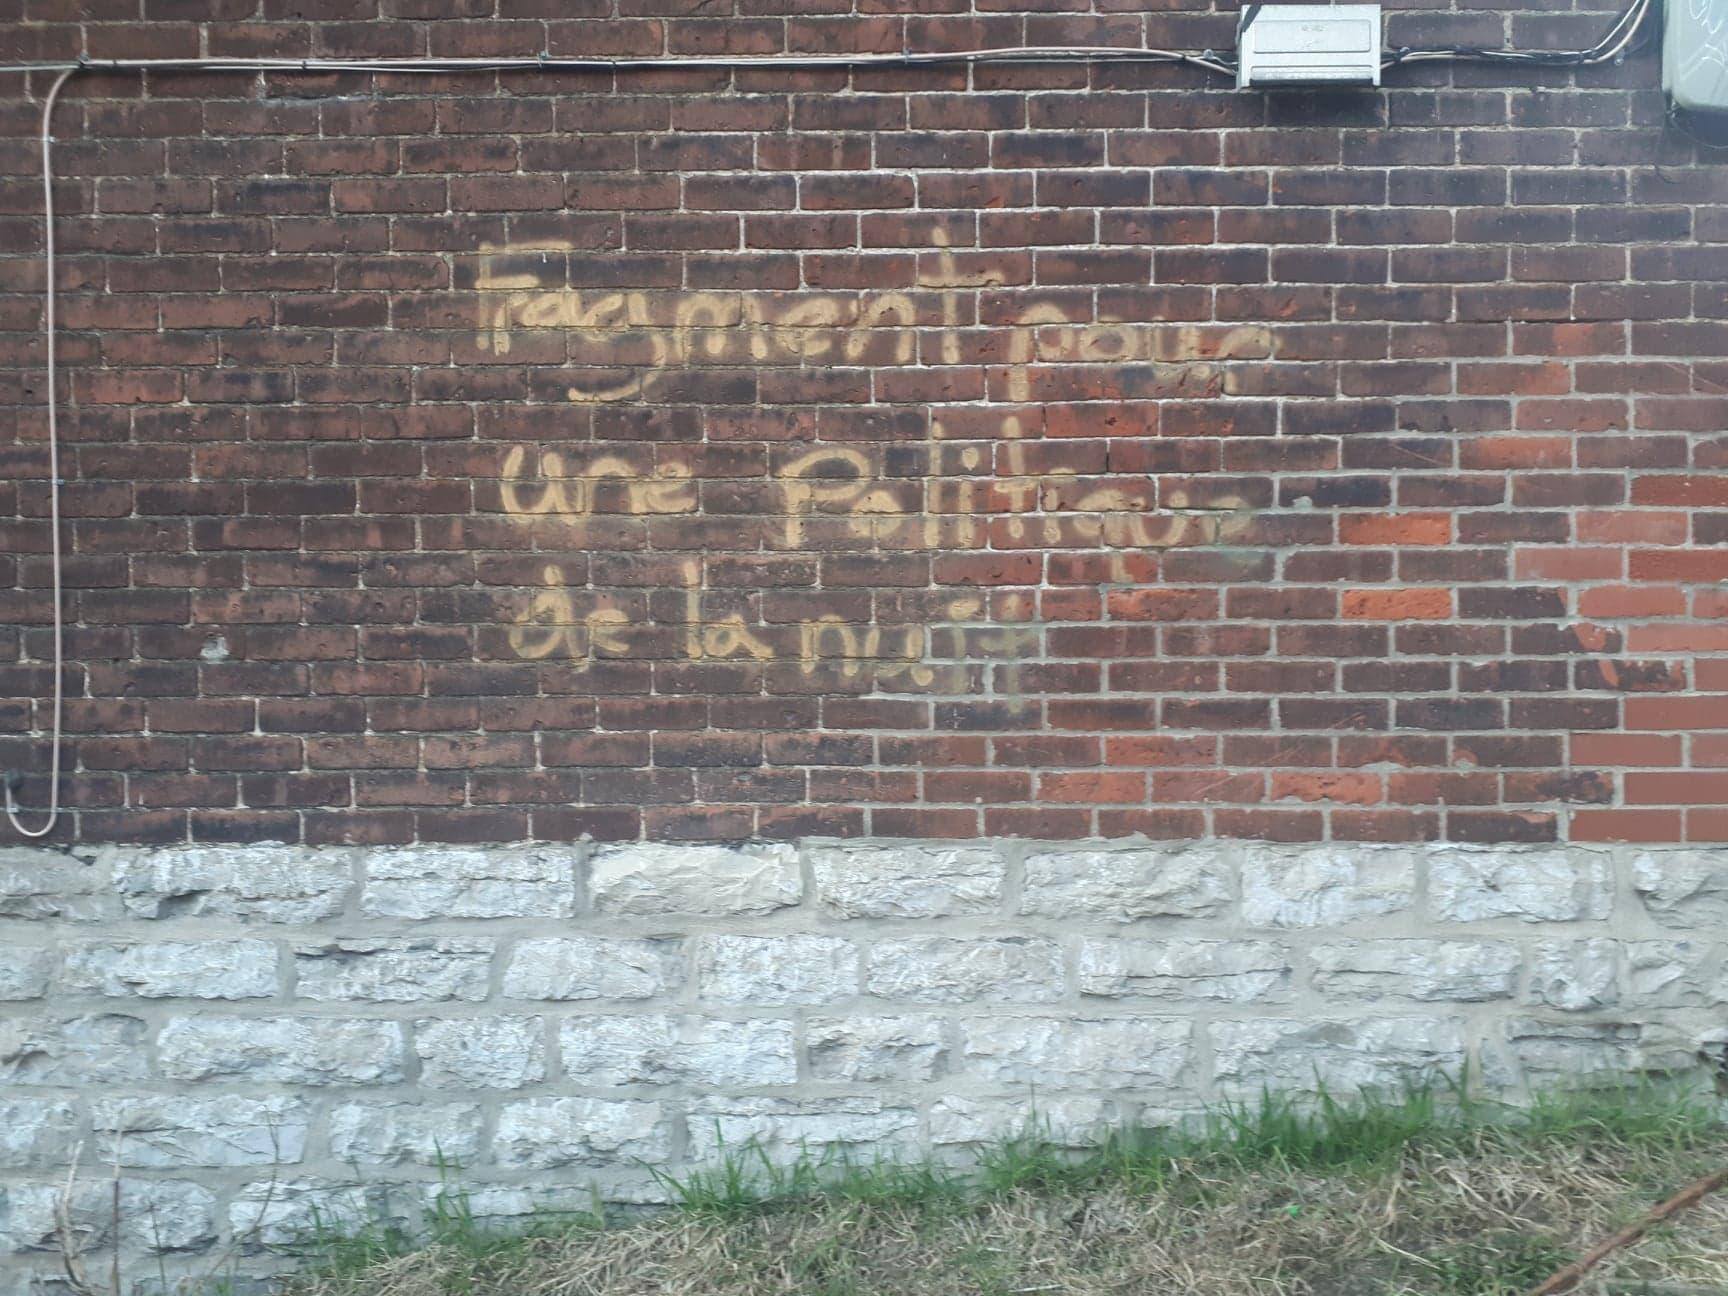 Fragment pour
une Politique
de la nuit